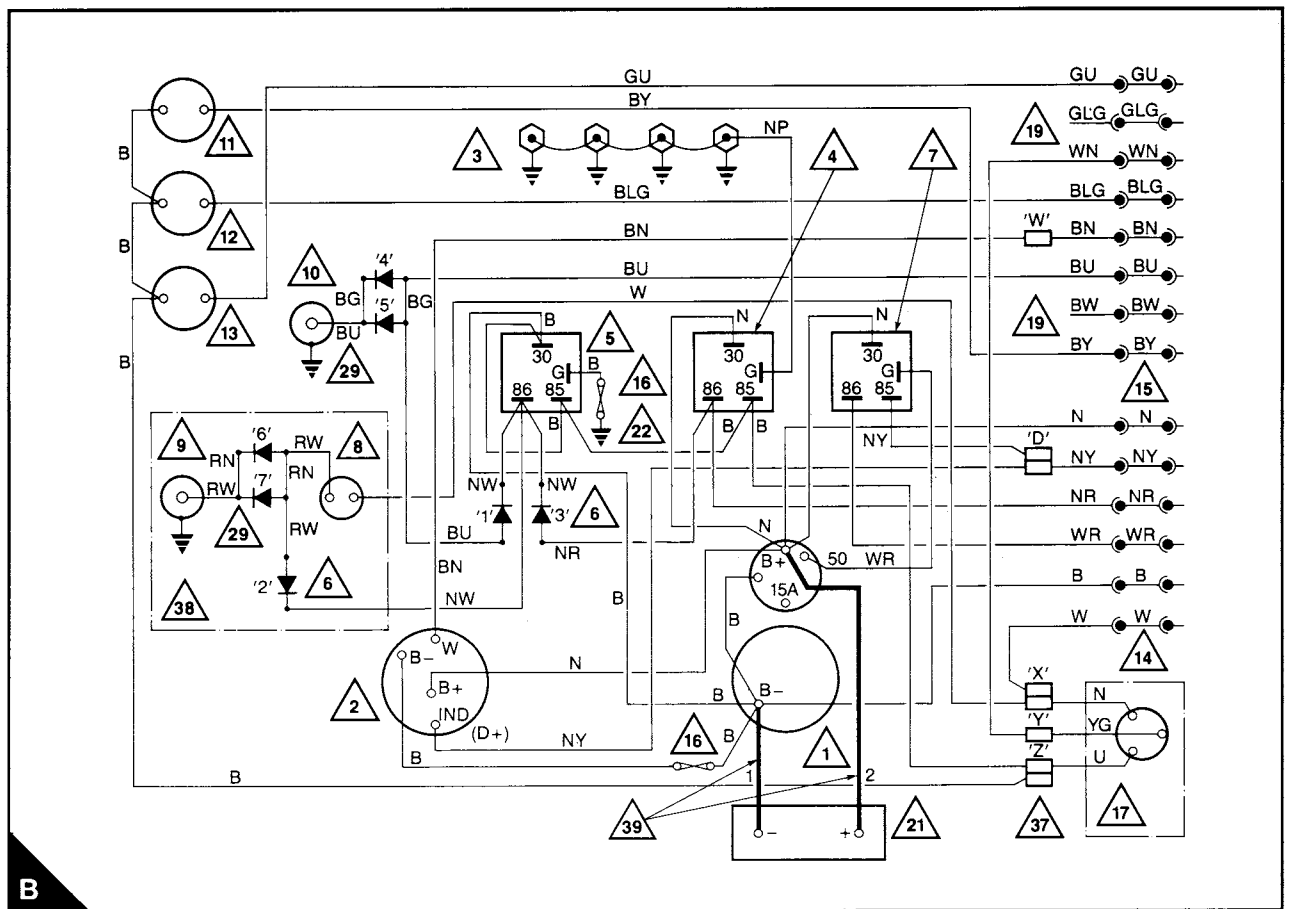 GU GU GU
BY
11
B
3
NP
4
7
19
GLG GLG
WN WN
BLG BLG BLG
12
'W'
BN BN BN
B
10
'4'
BU BU BU
W
BG BG
'5'
BU
29
13
B
N
N
19
BW BW
BY BY
30
30
30
5
G
B
G
G
16
86 85
86 85
86 85
22
15
B
B
B
N N
NY
'D'
NY NY
9
'6'
RW
8
RN
RN
RW
'7'
29
RW
NW
NW
'1'
'3'
6
NR NR
BU
NR
N
WR WR
B+
50
WR
15A
B B
'2'
6
38
BN
NW
B
B
W W
14
W
B-
B+
N
2
IND
(D+)
NY
B
B-
B
16
1
'X'
N
'Y'
YG
'Z'
U
B
B
1
2
39
-
+
21
37
17
B